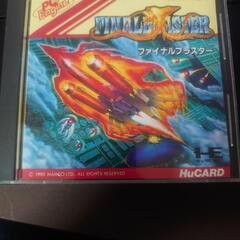 PC Engine
FINAL BLASTER
ファイナルブラスター
PE
© 1990 NAMCO LTD., ALL RIGHTS RESERVED
HuCARD